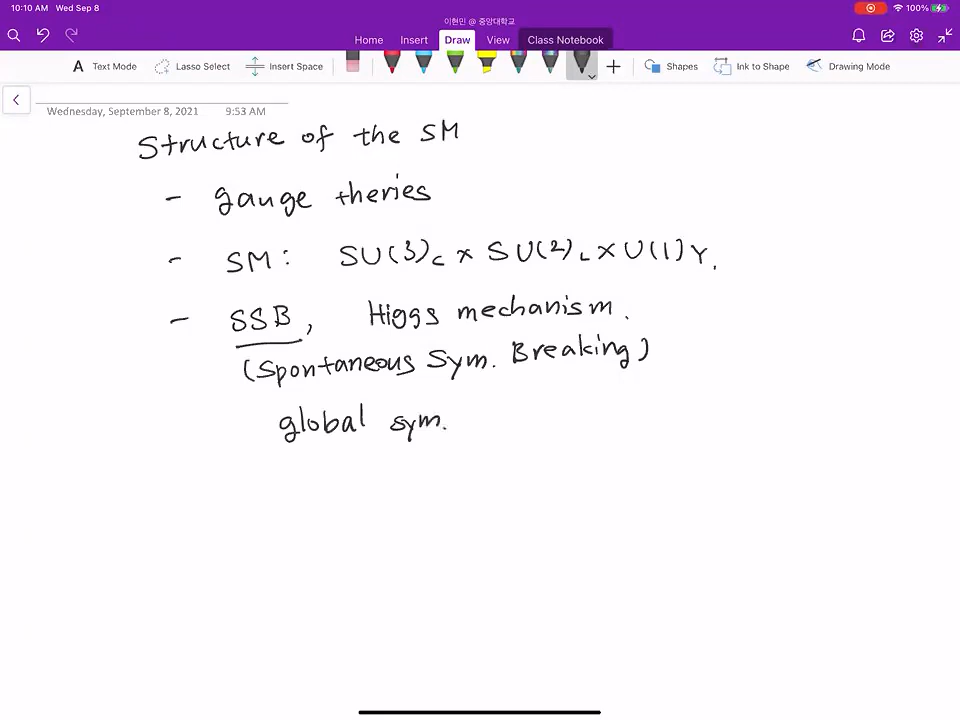 10:10 AM Wed Sep 8
100%
이현민 @ 중앙대학교
Home Insert Draw View Class Notebook
Text Mode Lasso Select Insert Space Shapes Ink to Shape Drawing Mode
Wednesday, September 8, 2021 9:53 AM
Structure of the SM
- gauge theries
- SM: SU(3)c × SU(2)L × U(1)Y.
- SSB, Higgs mechanism.
(Spontaneous Sym. Breaking)
global sym.